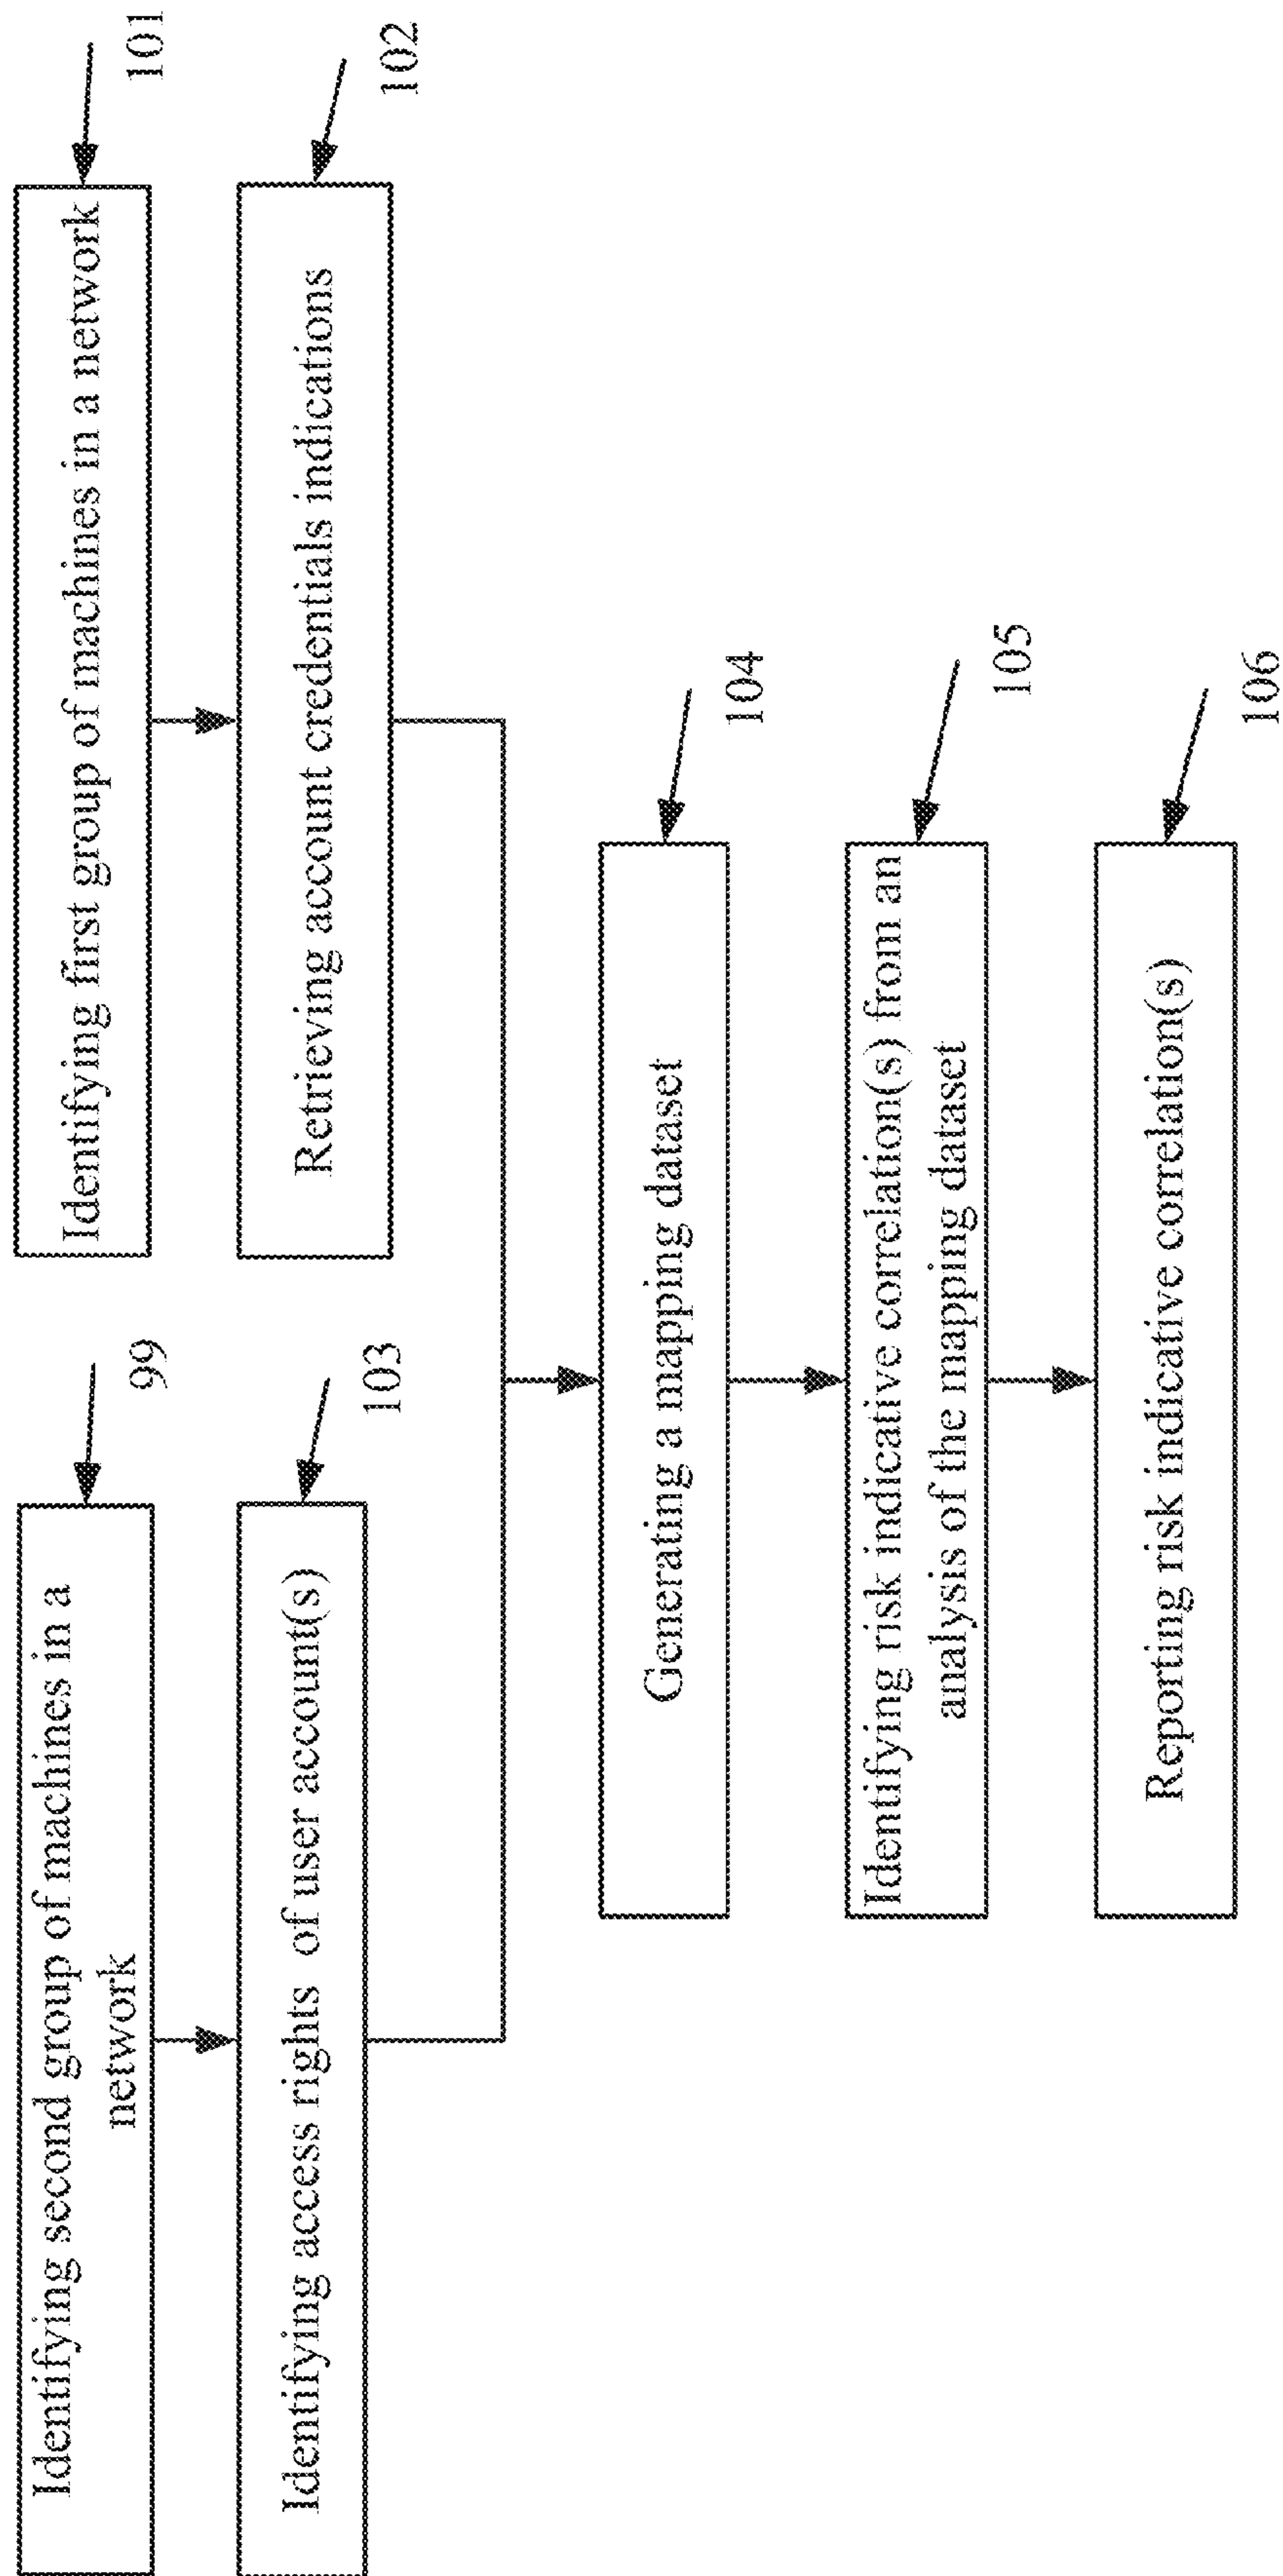 Identifying second group of machines in a
network
99
Identifying first group of machines in a network
101
Identifying access rights of user account(s)
103
Retrieving account credentials indications
102
Generating a mapping dataset
104
Identifying risk indicative correlation(s) from an
analysis of the mapping dataset
105
Reporting risk indicative correlation(s)
106